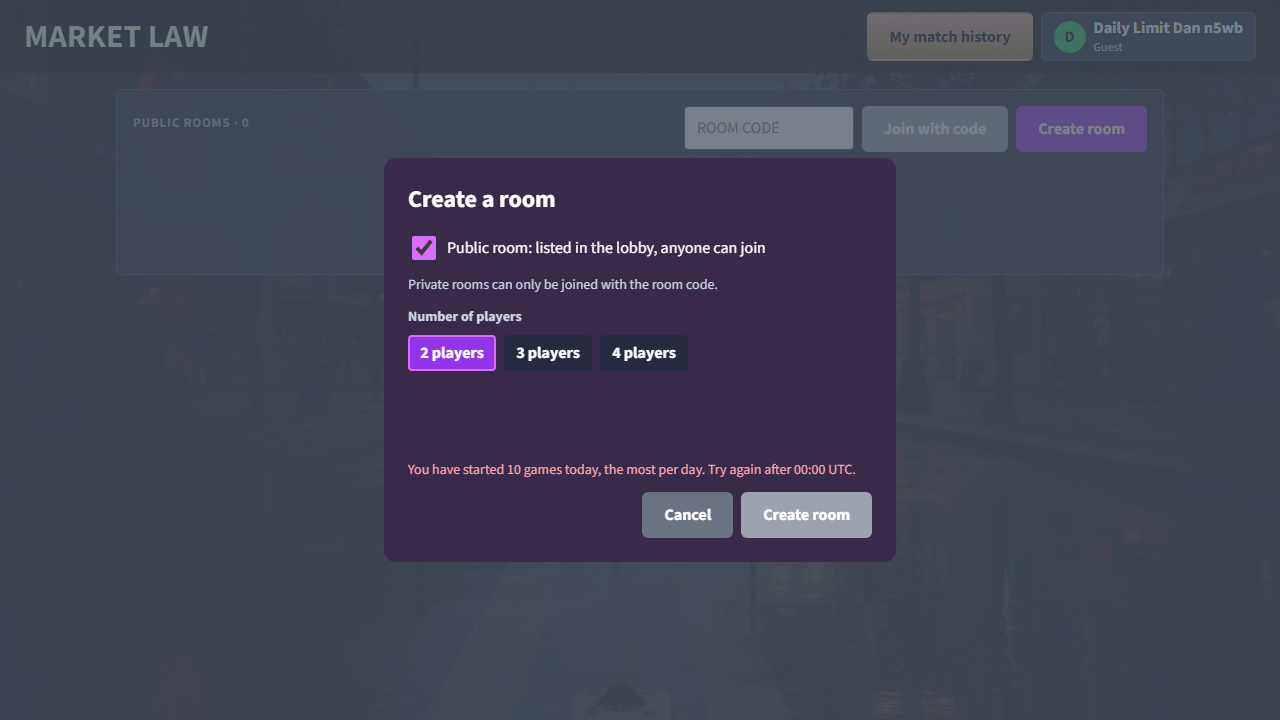 MARKET LAW
My match history
D
Daily Limit Dan n5wb
Guest
PUBLIC ROOMS · 0
ROOM CODE
Join with code
Create room
Create a room
Public room: listed in the lobby, anyone can join
Private rooms can only be joined with the room code.
Number of players
2 players
3 players
4 players
You have started 10 games today, the most per day. Try again after 00:00 UTC.
Cancel
Create room